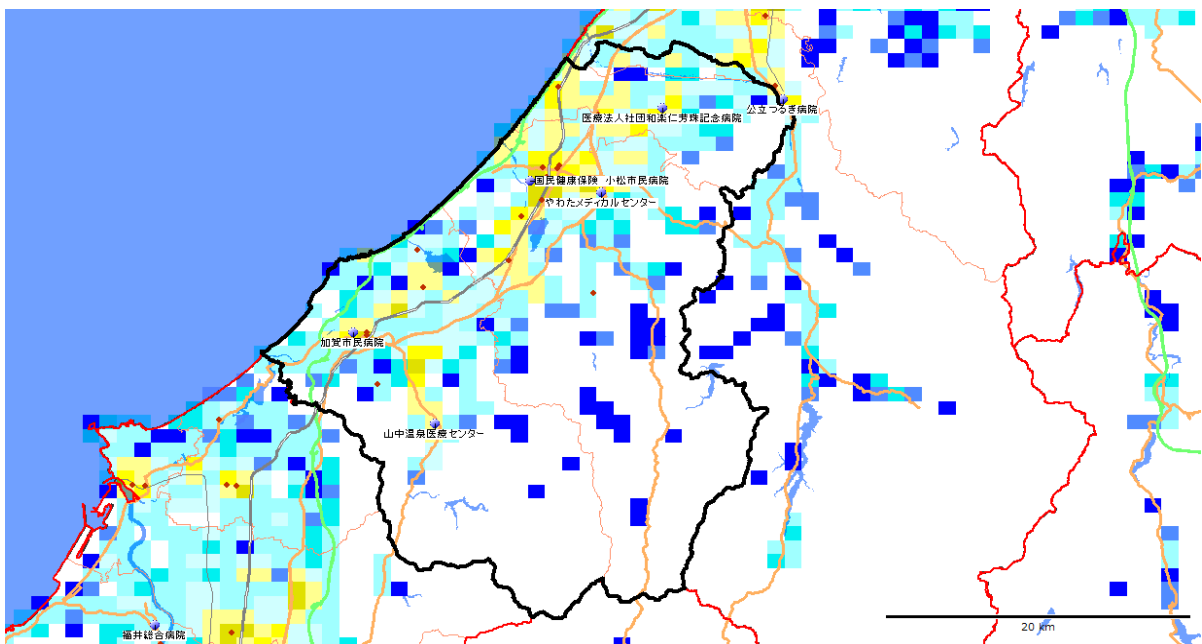 公立つるぎ病院
医療法人社団和楽仁芳珠記念病院
国民健康保険 小松市民病院
やわたメディカルセンター
加賀市民病院
山中温泉医療センター
福井総合病院
20 km